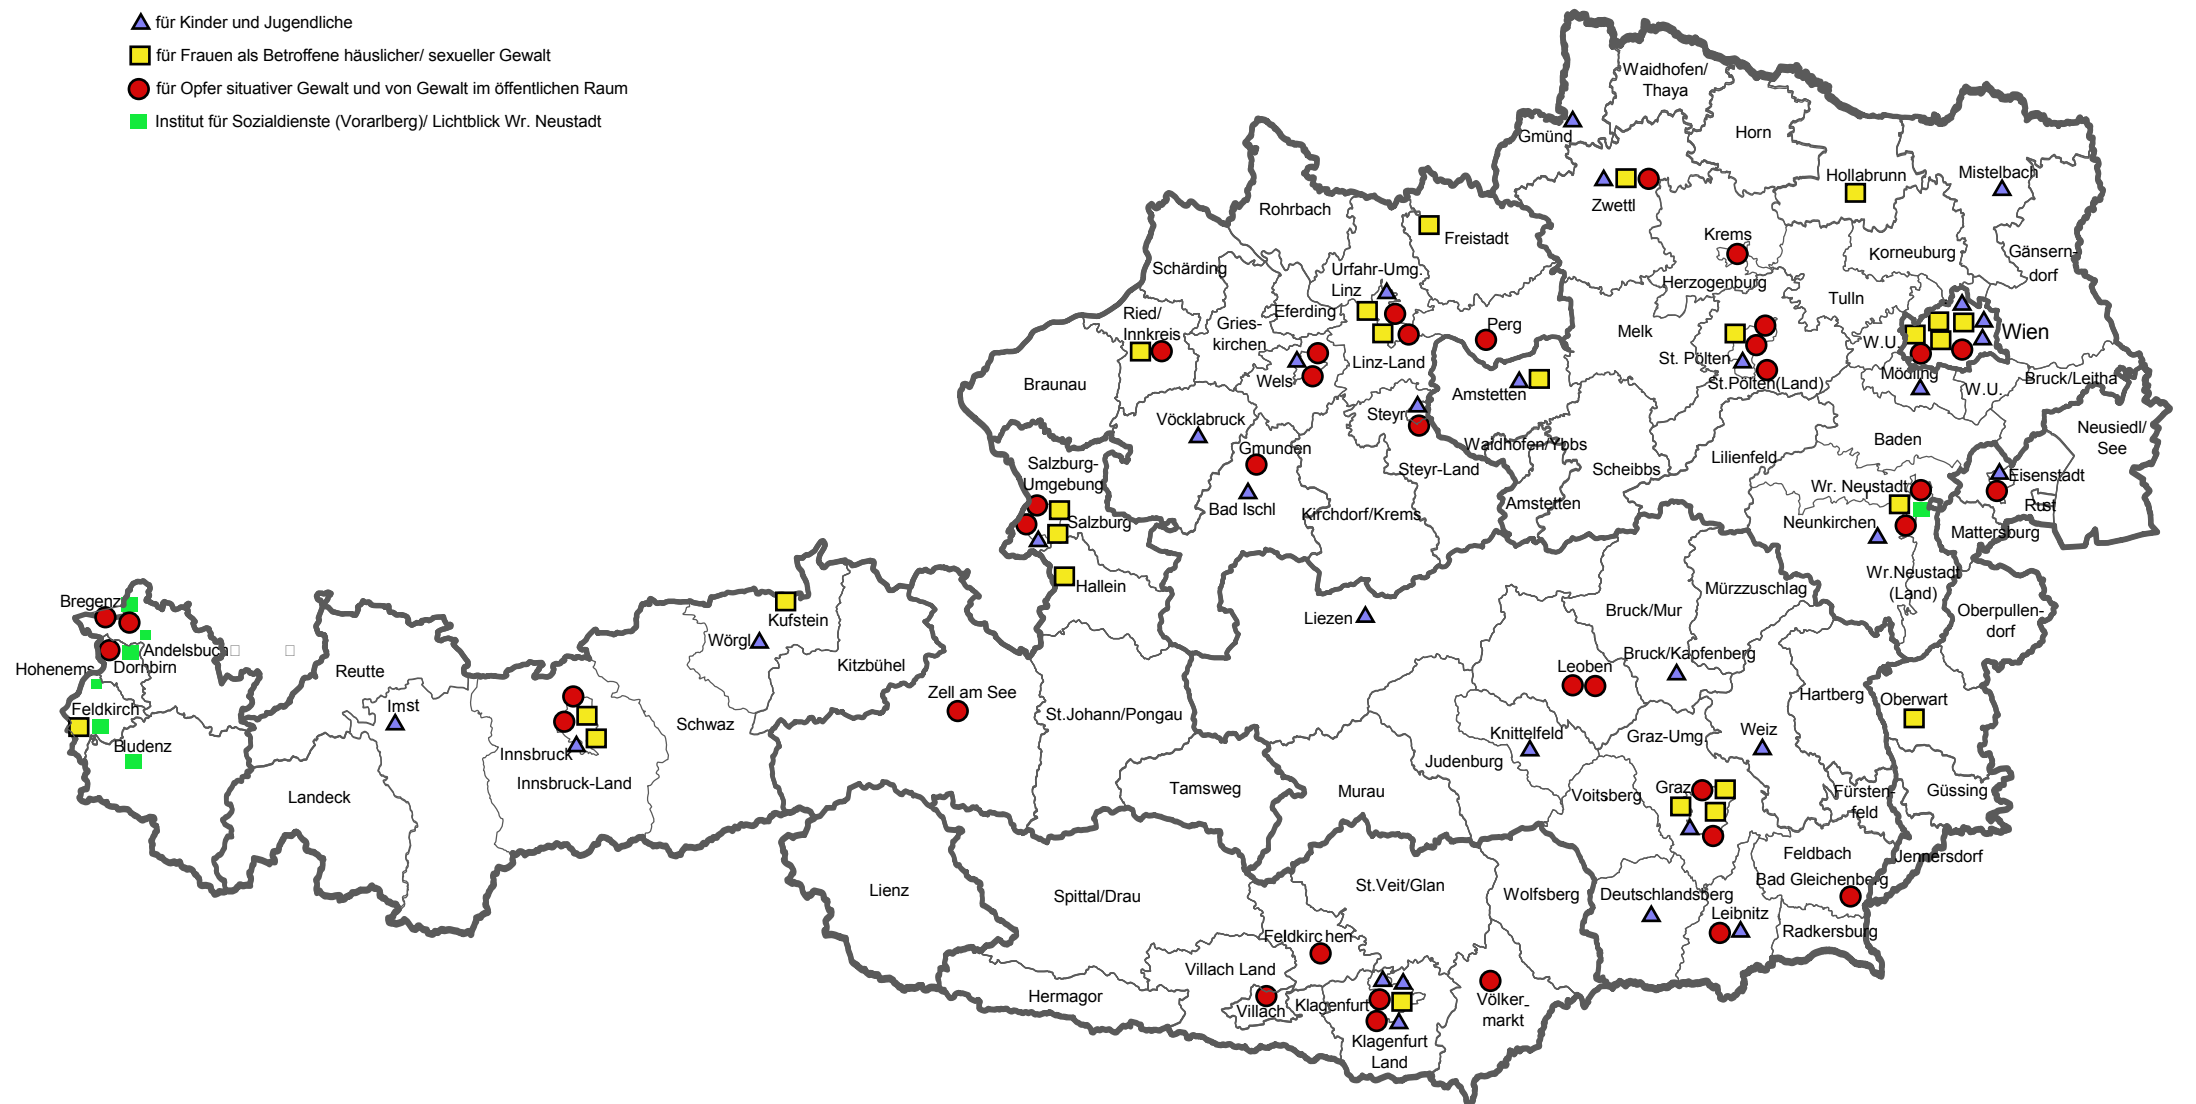 für Kinder und Jugendliche
für Frauen als Betroffene häuslicher/ sexueller Gewalt
für Opfer situativer Gewalt und von Gewalt im öffentlichen Raum
Institut für Sozialdienste (Vorarlberg)/ Lichtblick Wr. Neustadt
Waidhofen/
Thaya
Gmünd
Horn
Hollabrunn
Mistelbach
Zwettl
Rohrbach
Freistadt
Krems
Korneuburg
Gänsern-
dorf
Schärding
Urfahr-Umg.
Linz
Herzogenburg
Tulln
Eferding
Ried/
Innkreis
Gries-
kirchen
Perg
Melk
Wien
W.U.
Linz-Land
St. Pölten
St.Pölten(Land)
Mödling
Bruck/Leitha
W.U.
Braunau
Wels
Amstetten
Vöcklabruck
Steyr
Neusiedl/
See
Gmunden
Waidhofen/Ybbs
Baden
Salzburg-
Umgebung
Steyr-Land
Scheibbs
Lilienfeld
Eisenstadt
Wr. Neustadt
Rust
Bad Ischl
Kirchdorf/Krems
Amstetten
Salzburg
Neunkirchen
Mattersburg
Hallein
Wr.Neustadt
(Land)
Mürzzuschlag
Bregenz
Kufstein
Liezen
Bruck/Mur
Oberpullen-
dorf
Wörgl
Andelsbuch
Hohenems
Dornbirn
Reutte
Kitzbühel
Leoben
Bruck/Kapfenberg
Zell am See
Hartberg
Oberwart
Feldkirch
Imst
Schwaz
St.Johann/Pongau
Bludenz
Innsbruck
Knittelfeld
Graz-Umg.
Weiz
Innsbruck-Land
Judenburg
Landeck
Tamsweg
Murau
Voitsberg
Graz
Fürsten-
feld
Güssing
Feldbach
Jennersdorf
Lienz
Spittal/Drau
St.Veit/Glan
Wolfsberg
Deutschlandsberg
Bad Gleichenberg
Leibnitz
Radkersburg
Feldkirchen
Villach Land
Hermagor
Villach
Klagenfurt
Völker-
markt
Klagenfurt
Land